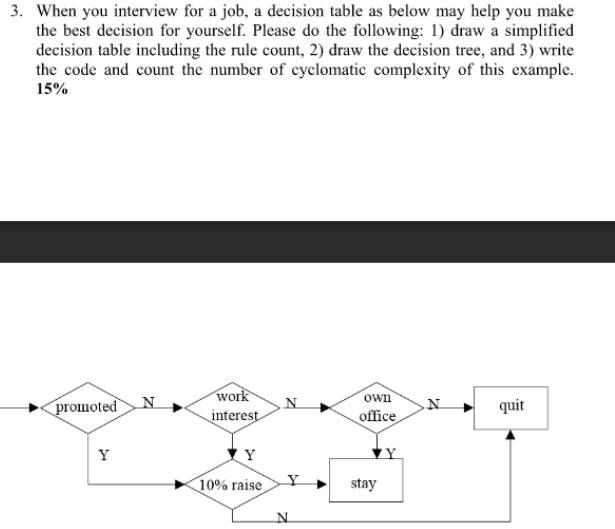 3. When you interview for a job, a decision table as below may help you make
the best decision for yourself. Please do the following: 1) draw a simplified
decision table including the rule count, 2) draw the decision tree, and 3) write
the code and count the number of cyclomatic complexity of this example.
15%
promoted N work interest N own office N quit
Y Y Y
10% raise Y stay
N